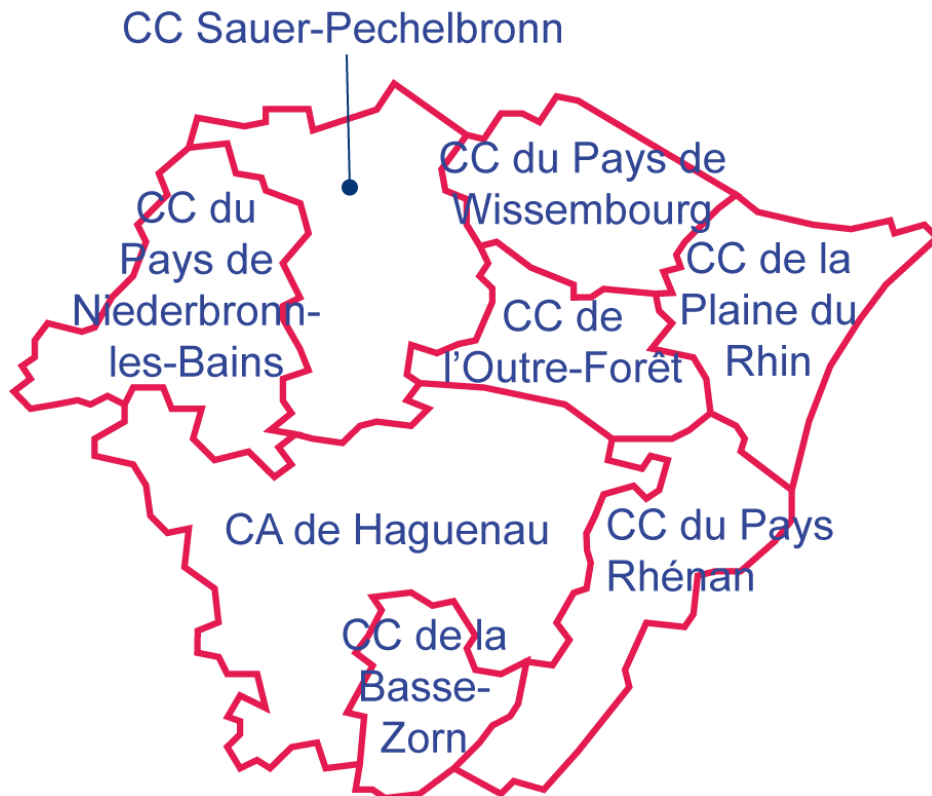 CC Sauer-Pechelbronn
CC du Pays de
Wissembourg
CC du
Pays de
Niederbronn-
les-Bains
CC de la
Plaine du
Rhin
CC de
l'Outre-Forêt
CA de Haguenau
CC du Pays
Rhénan
CC de la
Basse-
Zorn